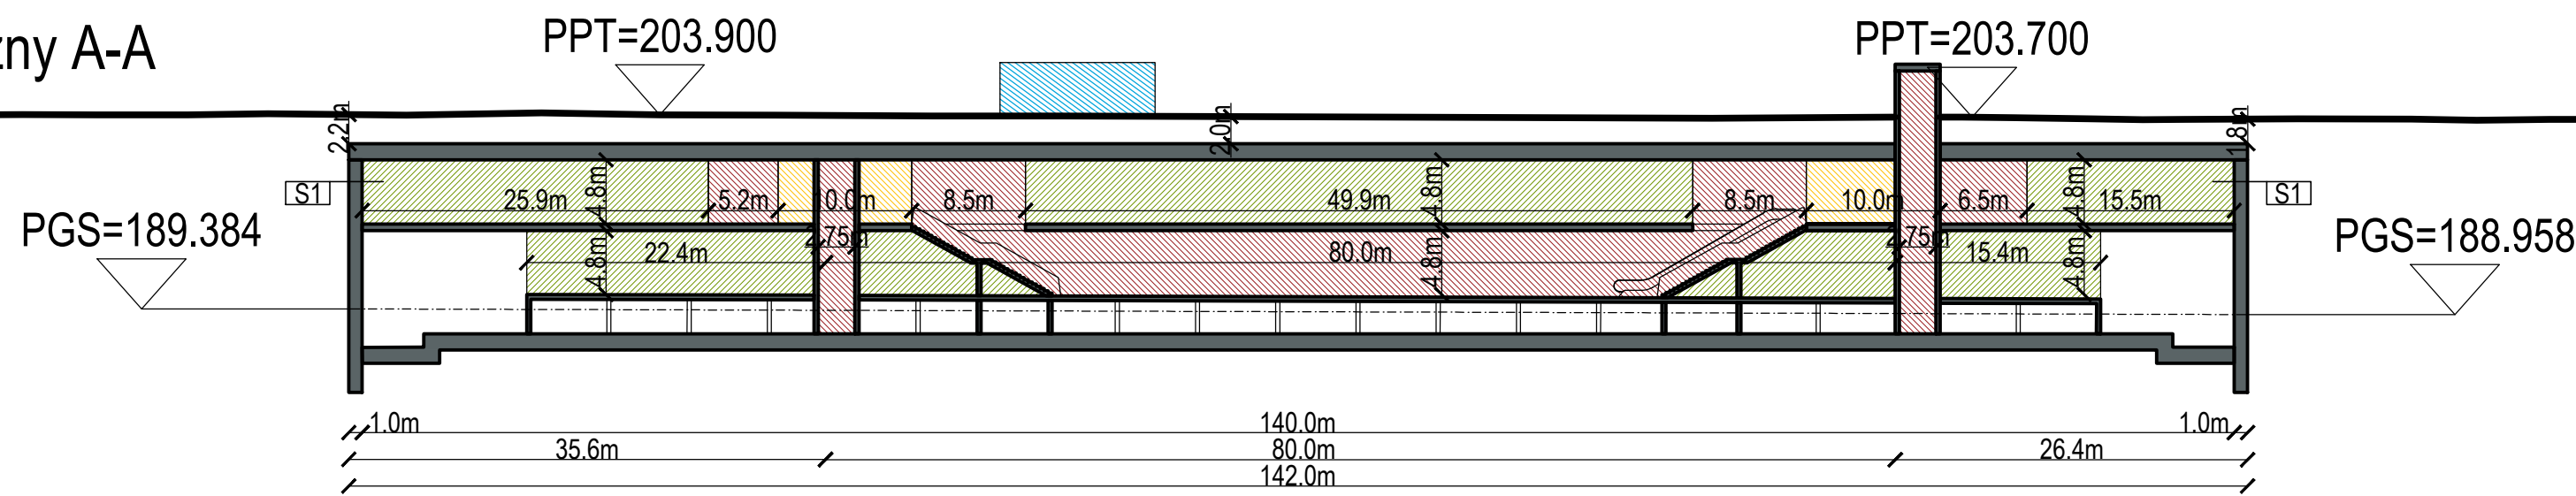 zny A-A
PPT=203.900
PPT=203.700
2.2m
2.0m
1.8m
S1
25.9m
4.8m
5.2m
10.0m
8.5m
49.9m
4.8m
8.5m
10.0m
6.5m
4.8m
15.5m
S1
PGS=189.384
22.4m
4.8m
2.75m
80.0m
4.8m
2.75m
15.4m
4.8m
PGS=188.958
1.0m
140.0m
1.0m
35.6m
80.0m
26.4m
142.0m